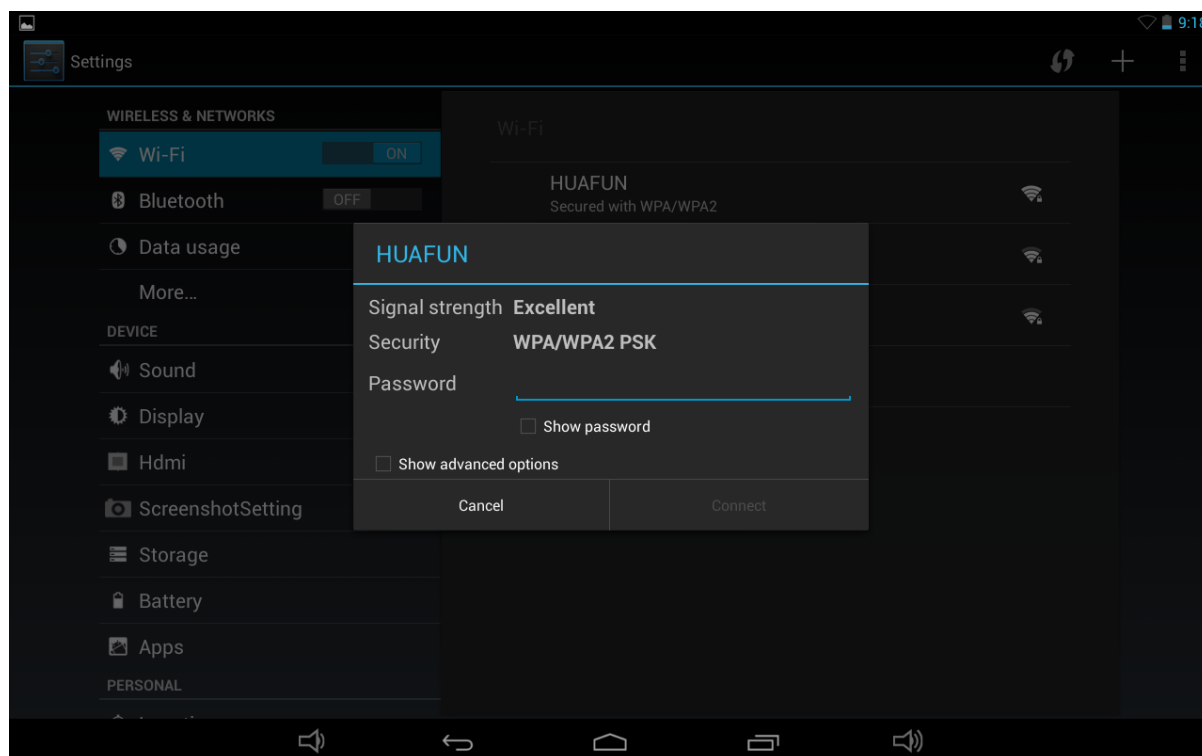 9:18
Settings
WIRELESS & NETWORKS
Wi-Fi ON
Bluetooth OFF
Data usage
More...
DEVICE
Sound
Display
Hdmi
ScreenshotSetting
Storage
Battery
Apps
PERSONAL
Wi-Fi
HUAFUN
Secured with WPA/WPA2
HUAFUN
Signal strength Excellent
Security WPA/WPA2 PSK
Password
Show password
Show advanced options
Cancel Connect